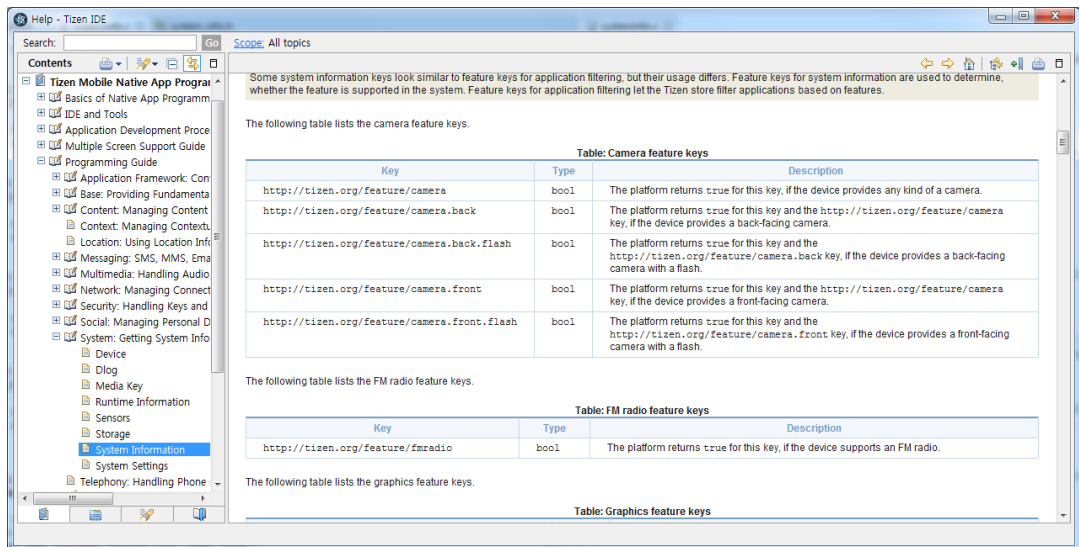 Help - Tizen IDE
Search:
Go
Scope: All topics
Contents
Tizen Mobile Native App Progra
Basics of Native App Programm
IDE and Tools
Application Development Proce
Multiple Screen Support Guide
Programming Guide
Application Framework: Con
Base: Providing Fundamenta
Content: Managing Content
Context: Managing Contextu
Location: Using Location Info
Messaging: SMS, MMS, Ema
Multimedia: Handling Audio
Network: Managing Connect
Security: Handling Keys and
Social: Managing Personal D
System: Getting System Info
Device
Dlog
Media Key
Runtime Information
Sensors
Storage
System Information
System Settings
Telephony: Handling Phone
Some system information keys look similar to feature keys for application filtering, but their usage differs. Feature keys for system information are used to determine,
whether the feature is supported in the system. Feature keys for application filtering let the Tizen store filter applications based on features.
The following table lists the camera feature keys.
Table: Camera feature keys
Key Type Description
http://tizen.org/feature/camera bool The platform returns true for this key, if the device provides any kind of a camera.
http://tizen.org/feature/camera.back bool The platform returns true for this key and the http://tizen.org/feature/camera
key, if the device provides a back-facing camera.
http://tizen.org/feature/camera.back.flash bool The platform returns true for this key and the
http://tizen.org/feature/camera.back key, if the device provides a back-facing
camera with a flash.
http://tizen.org/feature/camera.front bool The platform returns true for this key and the http://tizen.org/feature/camera
key, if the device provides a front-facing camera.
http://tizen.org/feature/camera.front.flash bool The platform returns true for this key and the
http://tizen.org/feature/camera.front key, if the device provides a front-facing
camera with a flash.
The following table lists the FM radio feature keys.
Table: FM radio feature keys
Key Type Description
http://tizen.org/feature/fmradio bool The platform returns true for this key, if the device supports an FM radio.
The following table lists the graphics feature keys.
Table: Graphics feature keys